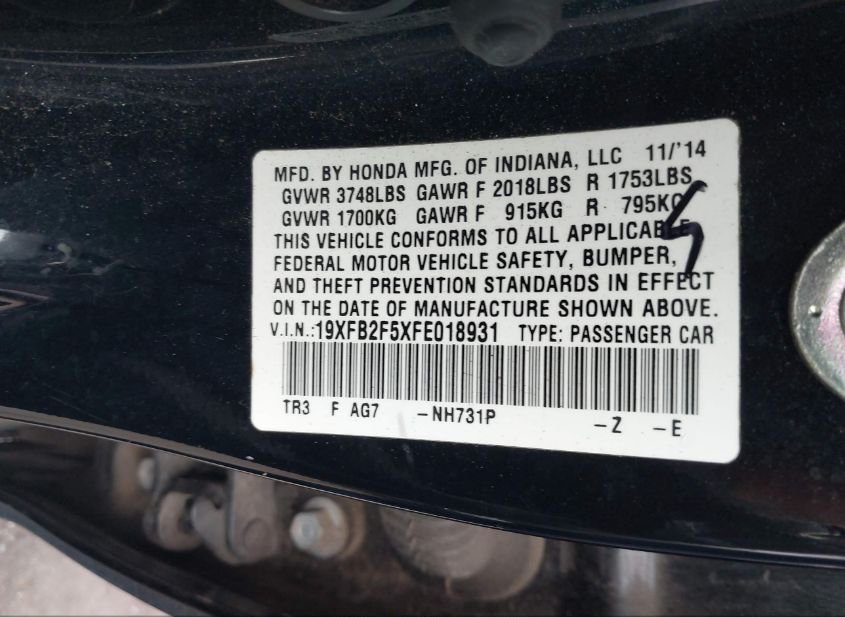 MFD. BY HONDA MFG. OF INDIANA, LLC 11/'14
GVWR 3748LBS GAWR F 2018LBS R 1753LBS
GVWR 1700KG GAWR F 915KG R 795KG
THIS VEHICLE CONFORMS TO ALL APPLICABLE
FEDERAL MOTOR VEHICLE SAFETY, BUMPER,
AND THEFT PREVENTION STANDARDS IN EFFECT
ON THE DATE OF MANUFACTURE SHOWN ABOVE.
V.I.N.:19XFB2F5XFE018931 TYPE: PASSENGER CAR
TR3 F AG7 -NH731P -Z -E